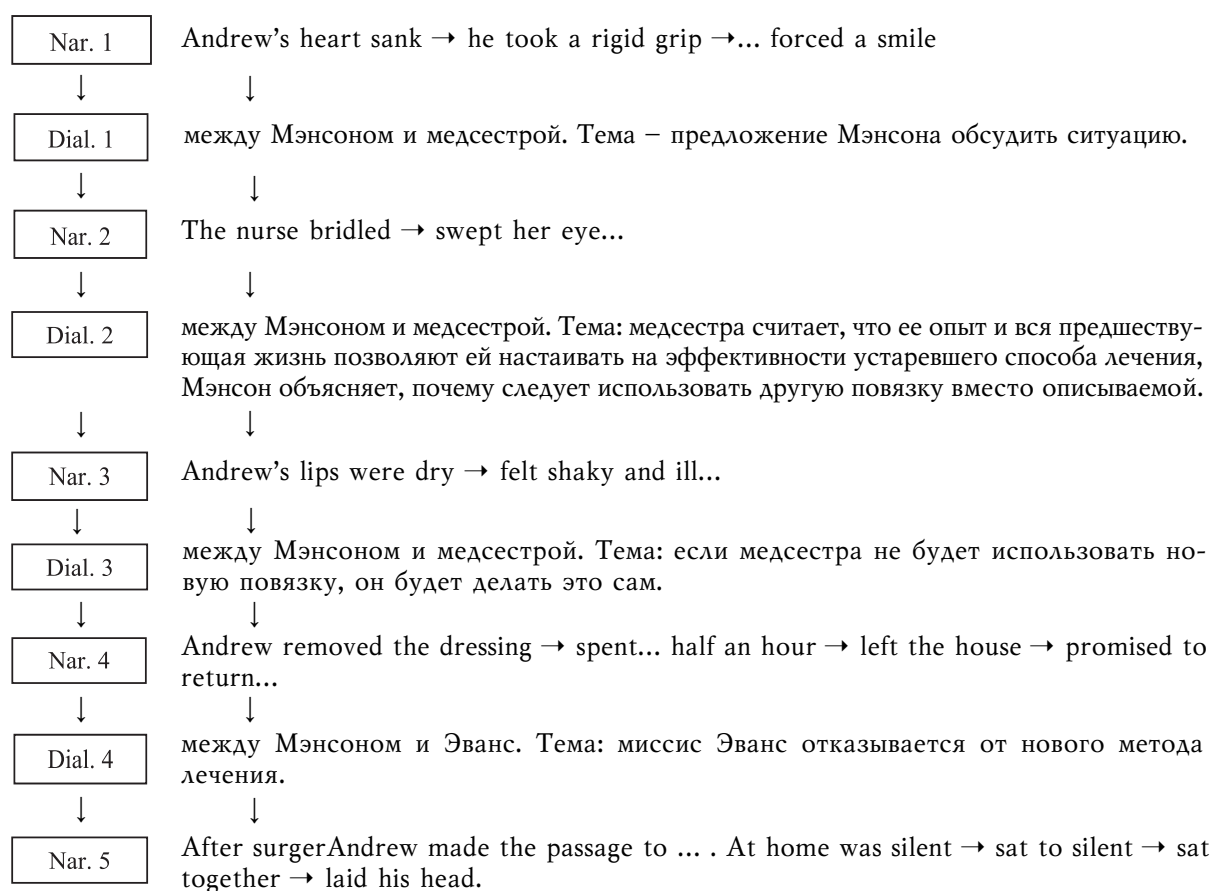 Nar. 1 Andrew's heart sank → he took a rigid grip →... forced a smile
↓ ↓
Dial. 1 между Мэнсоном и медсестрой. Тема – предложение Мэнсона обсудить ситуацию.
↓ ↓
Nar. 2 The nurse bridled → swept her eye...
↓ ↓
Dial. 2 между Мэнсоном и медсестрой. Тема: медсестра считает, что ее опыт и вся предшеству-
ющая жизнь позволяют ей настаивать на эффективности устаревшего способа лечения,
Мэнсон объясняет, почему следует использовать другую повязку вместо описываемой.
↓ ↓
Nar. 3 Andrew's lips were dry → felt shaky and ill...
↓ ↓
Dial. 3 между Мэнсоном и медсестрой. Тема: если медсестра не будет использовать но-
вую повязку, он будет делать это сам.
↓ ↓
Nar. 4 Andrew removed the dressing → spent... half an hour → left the house → promised to
return...
↓ ↓
Dial. 4 между Мэнсоном и Эванс. Тема: миссис Эванс отказывается от нового метода
лечения.
↓ ↓
Nar. 5 After surgerAndrew made the passage to ... . At home was silent → sat to silent → sat
together → laid his head.